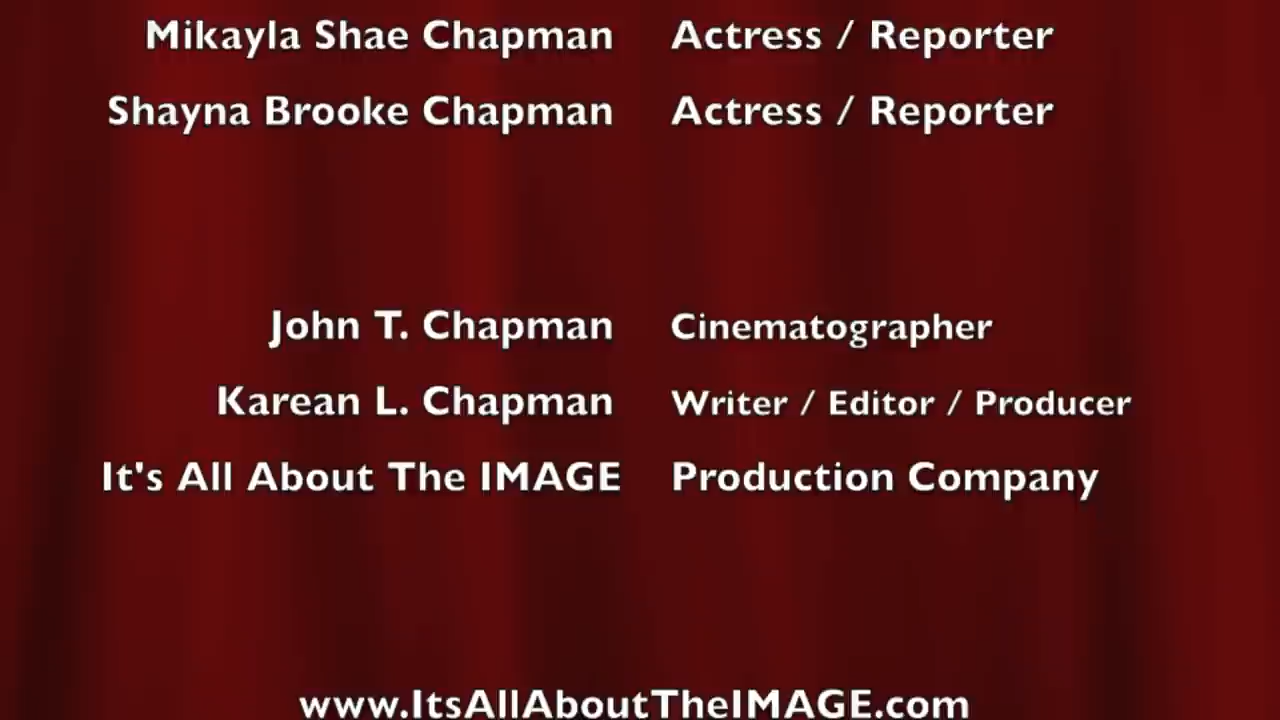 Mikayla Shae Chapman Actress / Reporter
Shayna Brooke Chapman Actress / Reporter
John T. Chapman Cinematographer
Karean L. Chapman Writer / Editor / Producer
It's All About The IMAGE Production Company
www.ItsAllAboutTheIMAGE.com